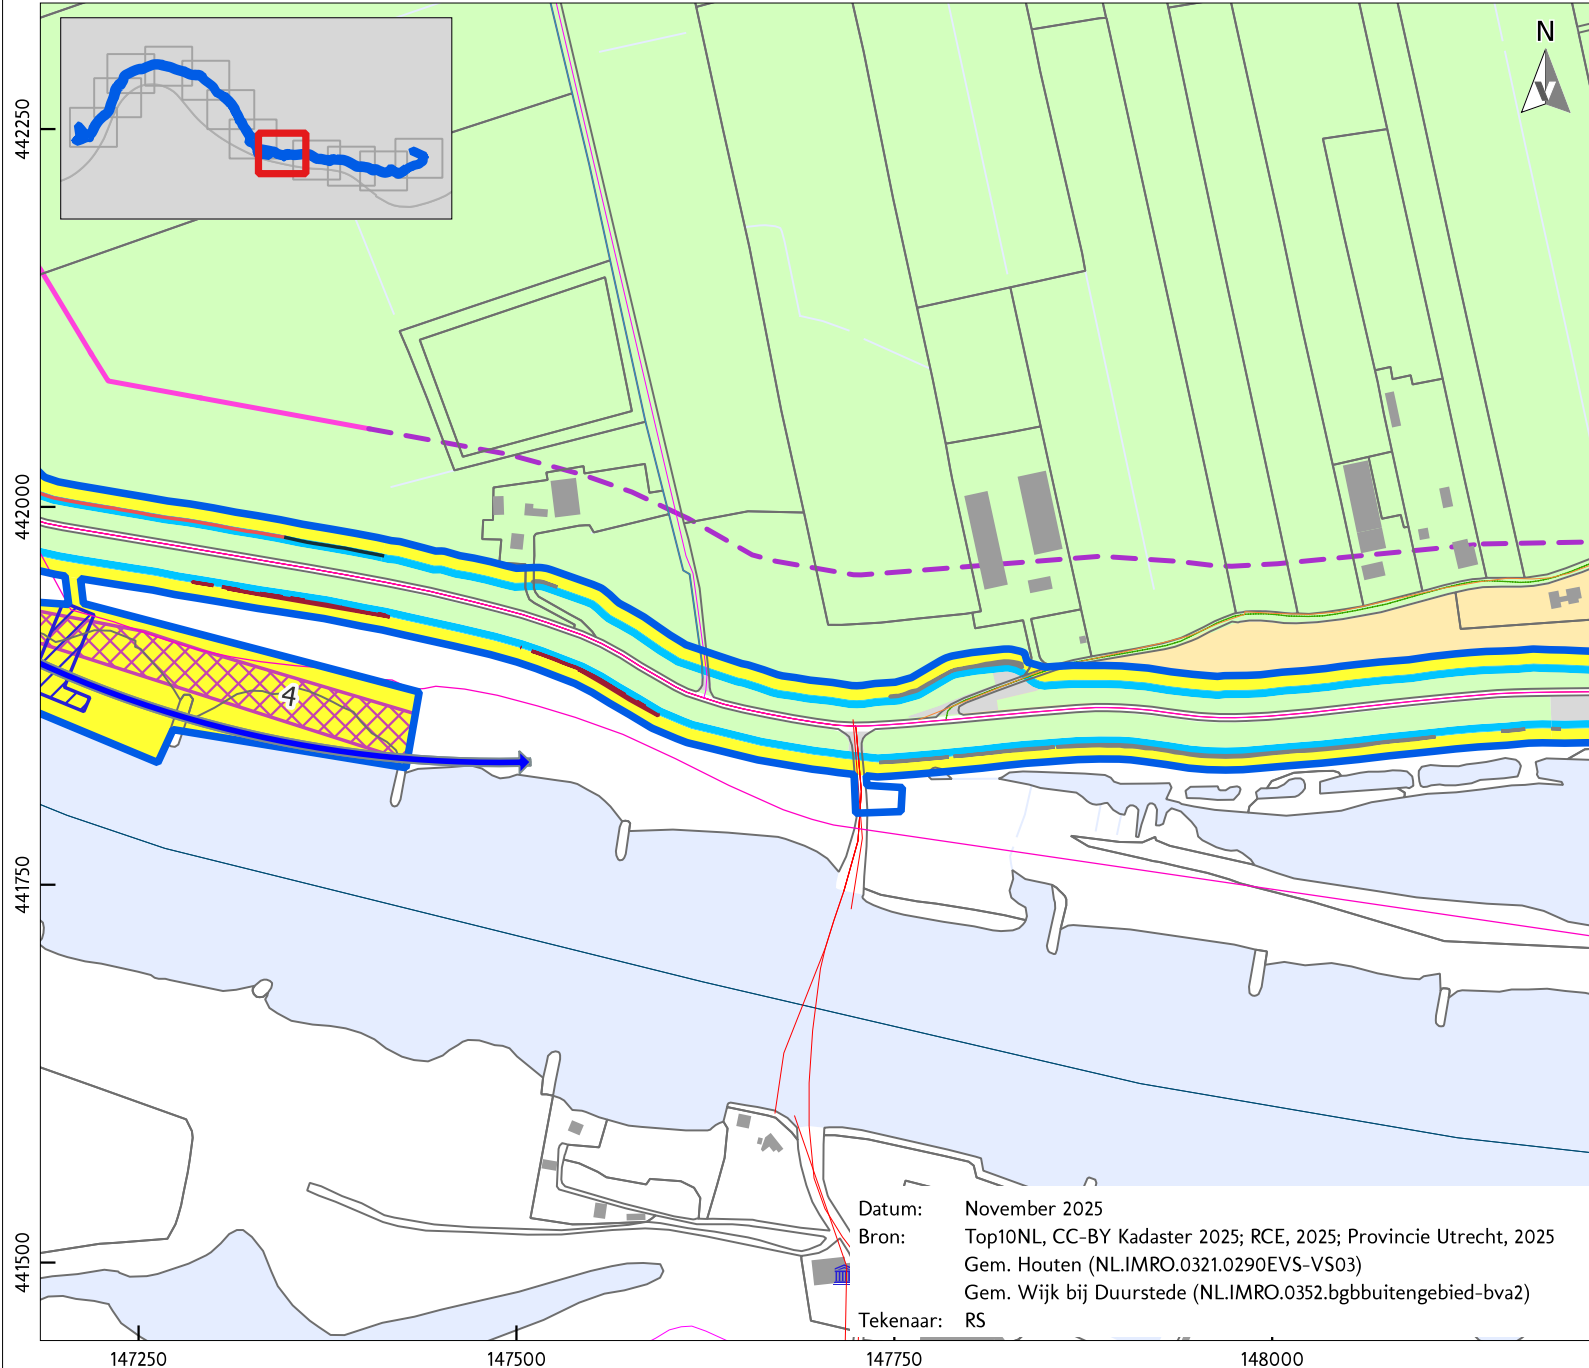 N
442250
442000
441750
441500
4
Datum: November 2025
Bron: Top10NL, CC-BY Kadaster 2025; RCE, 2025; Provincie Utrecht, 2025
Gem. Houten (NL.IMRO.0321.0290EVS-VS03)
Gem. Wijk bij Duurstede (NL.IMRO.0352.bgbbuitengebied-bva2)
Tekenaar: RS
147250 147500 147750 148000